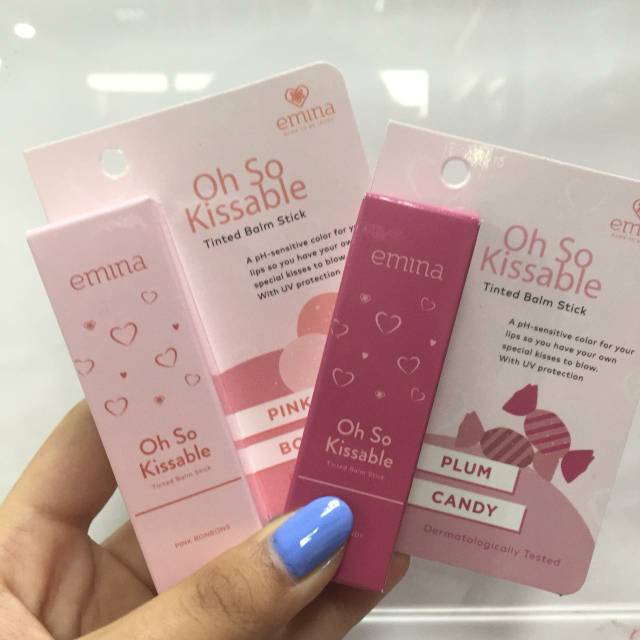 emina
Oh So
Kissable
Tinted Balm Stick
A pH-sensitive color for your
lips so you have your own
special kisses to blow.
With UV protection
PINK
emina
Oh So
Kissable
Tinted Balm Stick
PINK BONBONS
emina
Oh So
Kissable
Tinted Balm Stick
Oh So
Kissable
Tinted Balm Stick
A pH-sensitive color for your
lips so you have your own
special kisses to blow.
With UV protection
PLUM
CANDY
Dermatologically Tested